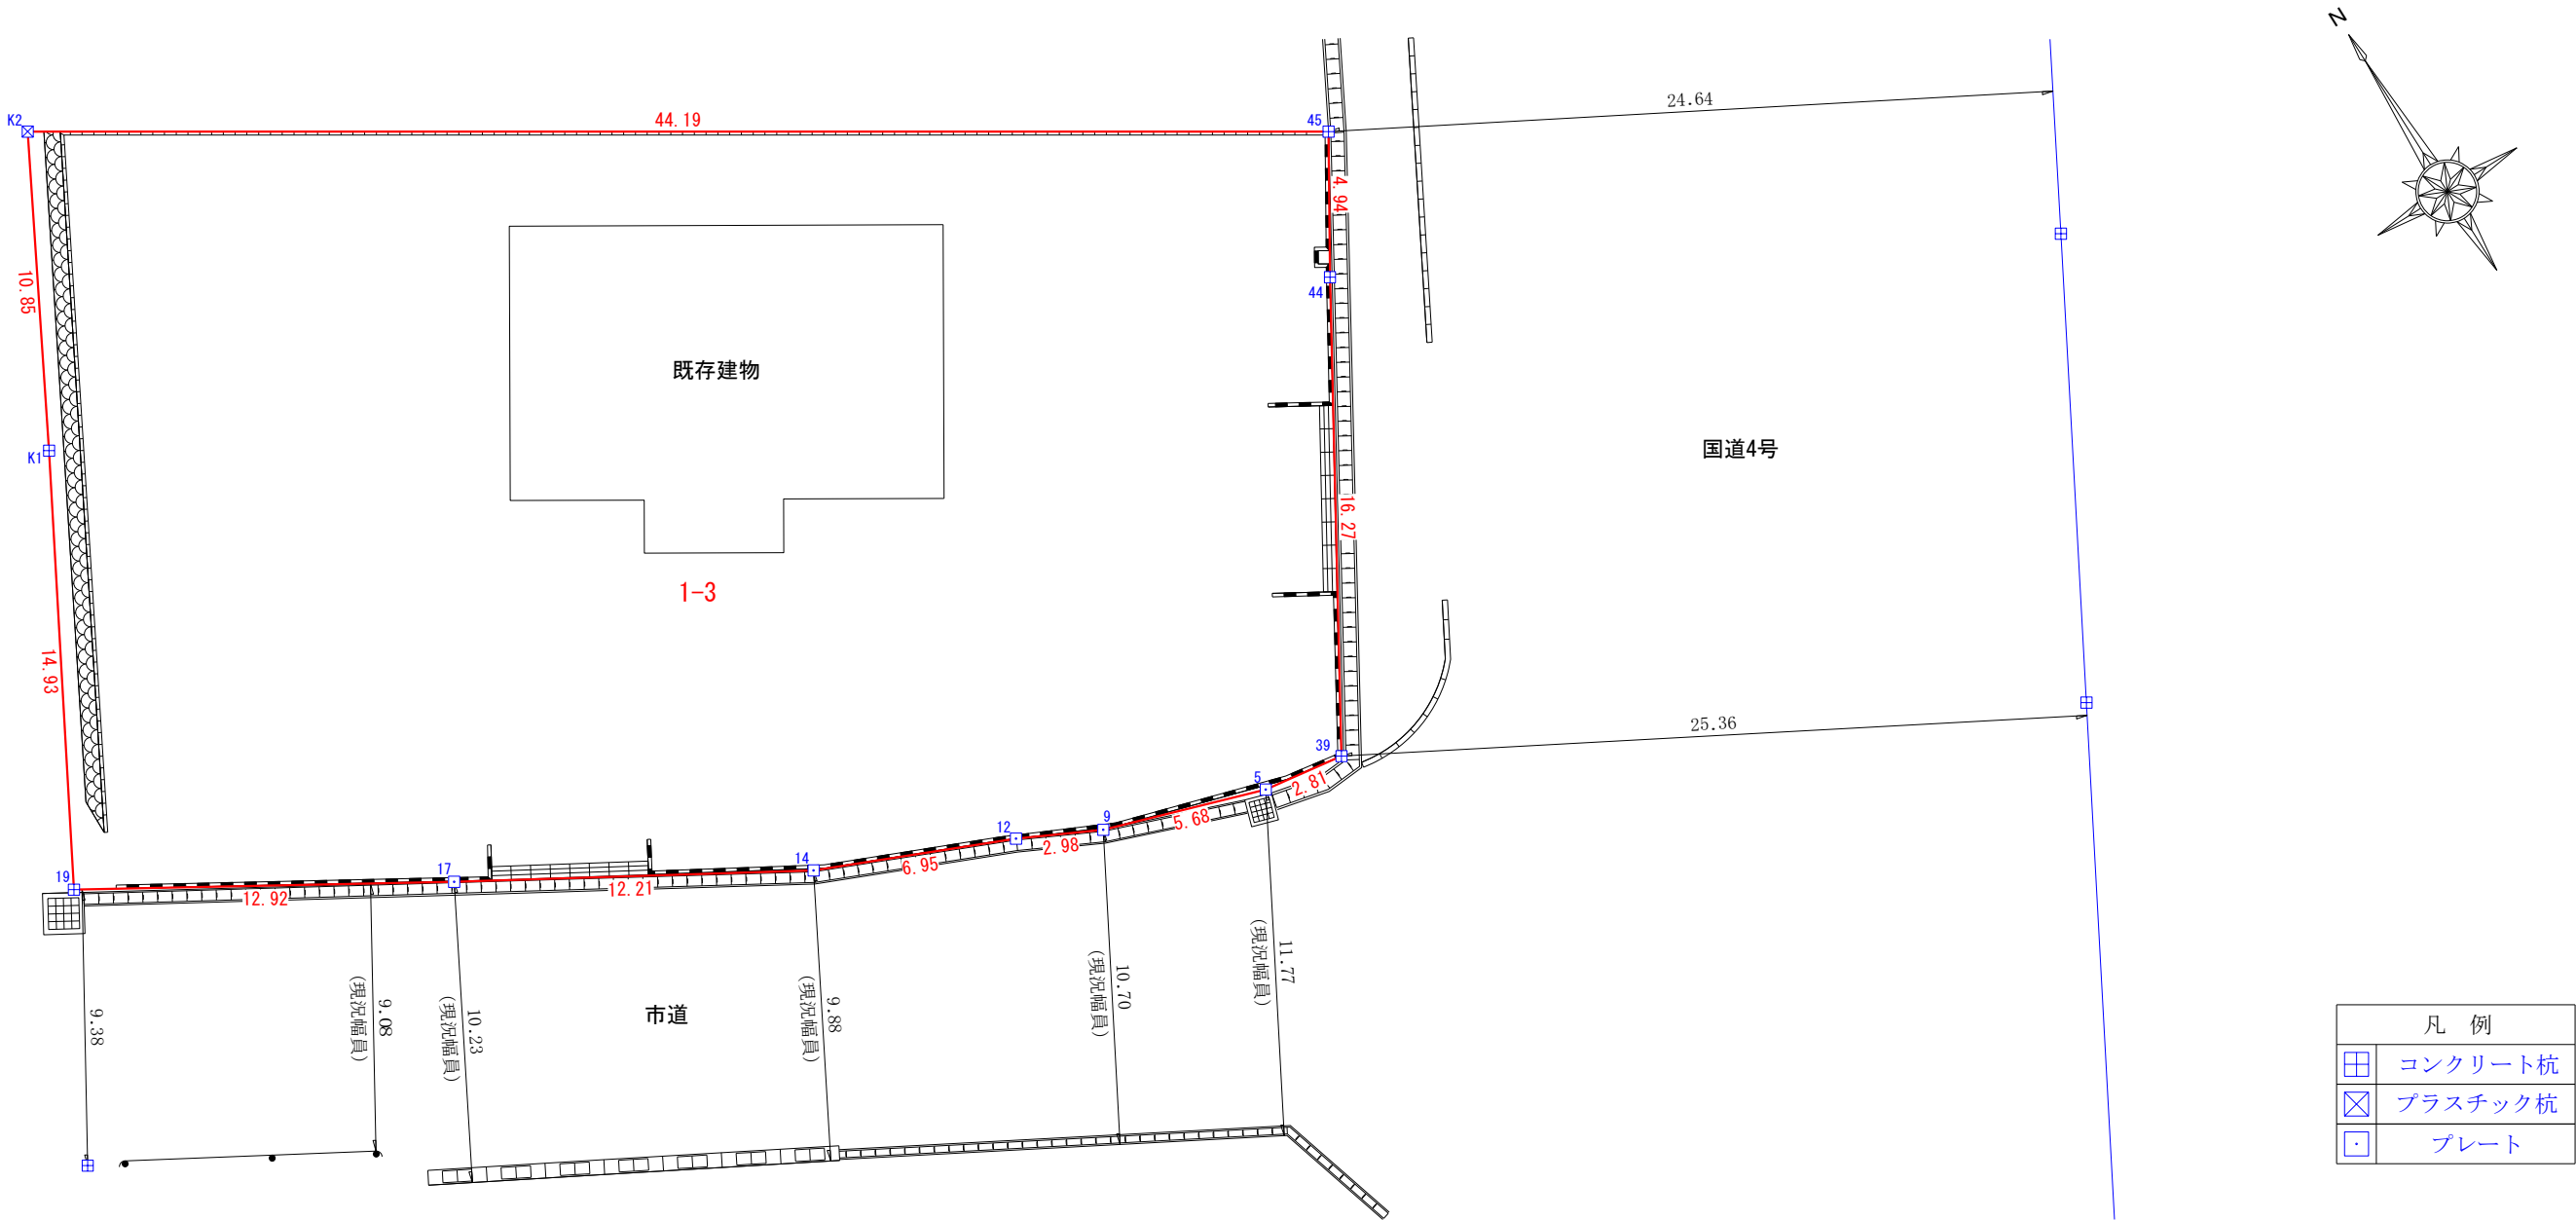 N
K2
44.19
45
24.64
4.94
44
10.85
既存建物
国道4号
K1
16.27
1-3
14.93
25.36
39
5
2.81
9
5.68
12
2.98
14
6.95
17
12.21
19
12.92
9.38
9.08
(現況幅員)
10.23
(現況幅員)
市道
9.88
(現況幅員)
10.70
(現況幅員)
11.77
(現況幅員)
凡 例
コンクリート杭
プラスチック杭
プレート